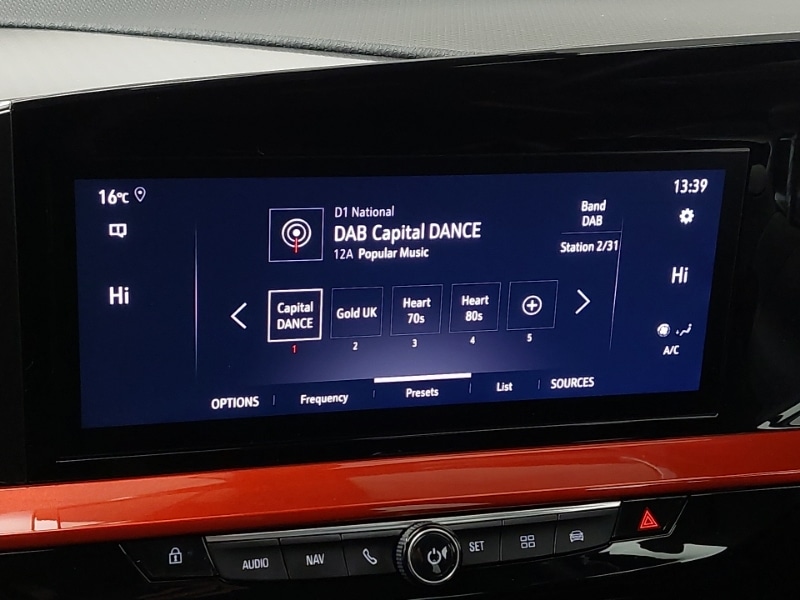 16°C
13:39
D1 National
DAB Capital DANCE
12A Popular Music
Band
DAB
Station 2/31
Hi
Hi
Capital
DANCE
Gold UK
Heart
70s
Heart
80s
1
2
3
4
5
A/C
OPTIONS
Frequency
Presets
List
SOURCES
AUDIO
NAV
SET